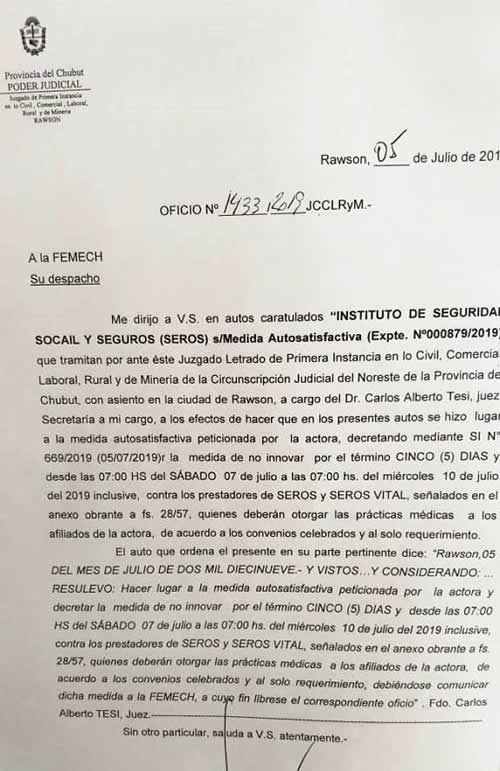 Provincia del Chubut
PODER JUDICIAL
Juzgado de Primera Instancia
en lo Civil, Comercial, Laboral,
Rural y de Minería
RAWSON
Rawson, 05 de Julio de 201
OFICIO Nº 1433 2019 JCCLRyM.-
A la FEMECH
Su despacho
Me dirijo a V.S. en autos caratulados "INSTITUTO DE SEGURIDAD
SOCAIL Y SEGUROS (SEROS) s/Medida Autosatisfactiva (Expte. Nº000879/2019)
que tramitan por ante éste Juzgado Letrado de Primera Instancia en lo Civil, Comercial
Laboral, Rural y de Minería de la Circunscripción Judicial del Noreste de la Provincia de
Chubut, con asiento en la ciudad de Rawson, a cargo del Dr. Carlos Alberto Tesi, juez
Secretaría a mi cargo, a los efectos de hacer que en los presentes autos se hizo lugar
a la medida autosatisfactiva peticionada por la actora, decretando mediante SI Nº
669/2019 (05/07/2019)r la medida de no innovar por el término CINCO (5) DIAS y
desde las 07:00 HS del SÁBADO 07 de julio a las 07:00 hs. del miércoles 10 de julio
del 2019 inclusive, contra los prestadores de SEROS y SEROS VITAL, señalados en el
anexo obrante a fs. 28/57, quienes deberán otorgar las prácticas médicas a los
afiliados de la actora, de acuerdo a los convenios celebrados y al solo requerimiento.
El auto que ordena el presente en su parte pertinente dice: "Rawson,05
DEL MES DE JULIO DE DOS MIL DIECINUEVE.- Y VISTOS…Y CONSIDERANDO: ...
RESULEVO: Hacer lugar a la medida autosatisfactiva peticionada por la actora y
decretar la medida de no innovar por el término CINCO (5) DIAS y desde las 07:00
HS del SÁBADO 07 de julio a las 07:00 hs. del miércoles 10 de julio del 2019 inclusive,
contra los prestadores de SEROS y SEROS VITAL, señalados en el anexo obrante a fs.
28/57, quienes deberán otorgar las prácticas médicas a los afiliados de la actora, de
acuerdo a los convenios celebrados y al solo requerimiento, debiéndose comunicar
dicha medida a la FEMECH, a cuyo fin líbrese el correspondiente oficio" . Fdo. Carlos
Alberto TESI, Juez.-
Sin otro particular, saluda a V.S. atentamente.-